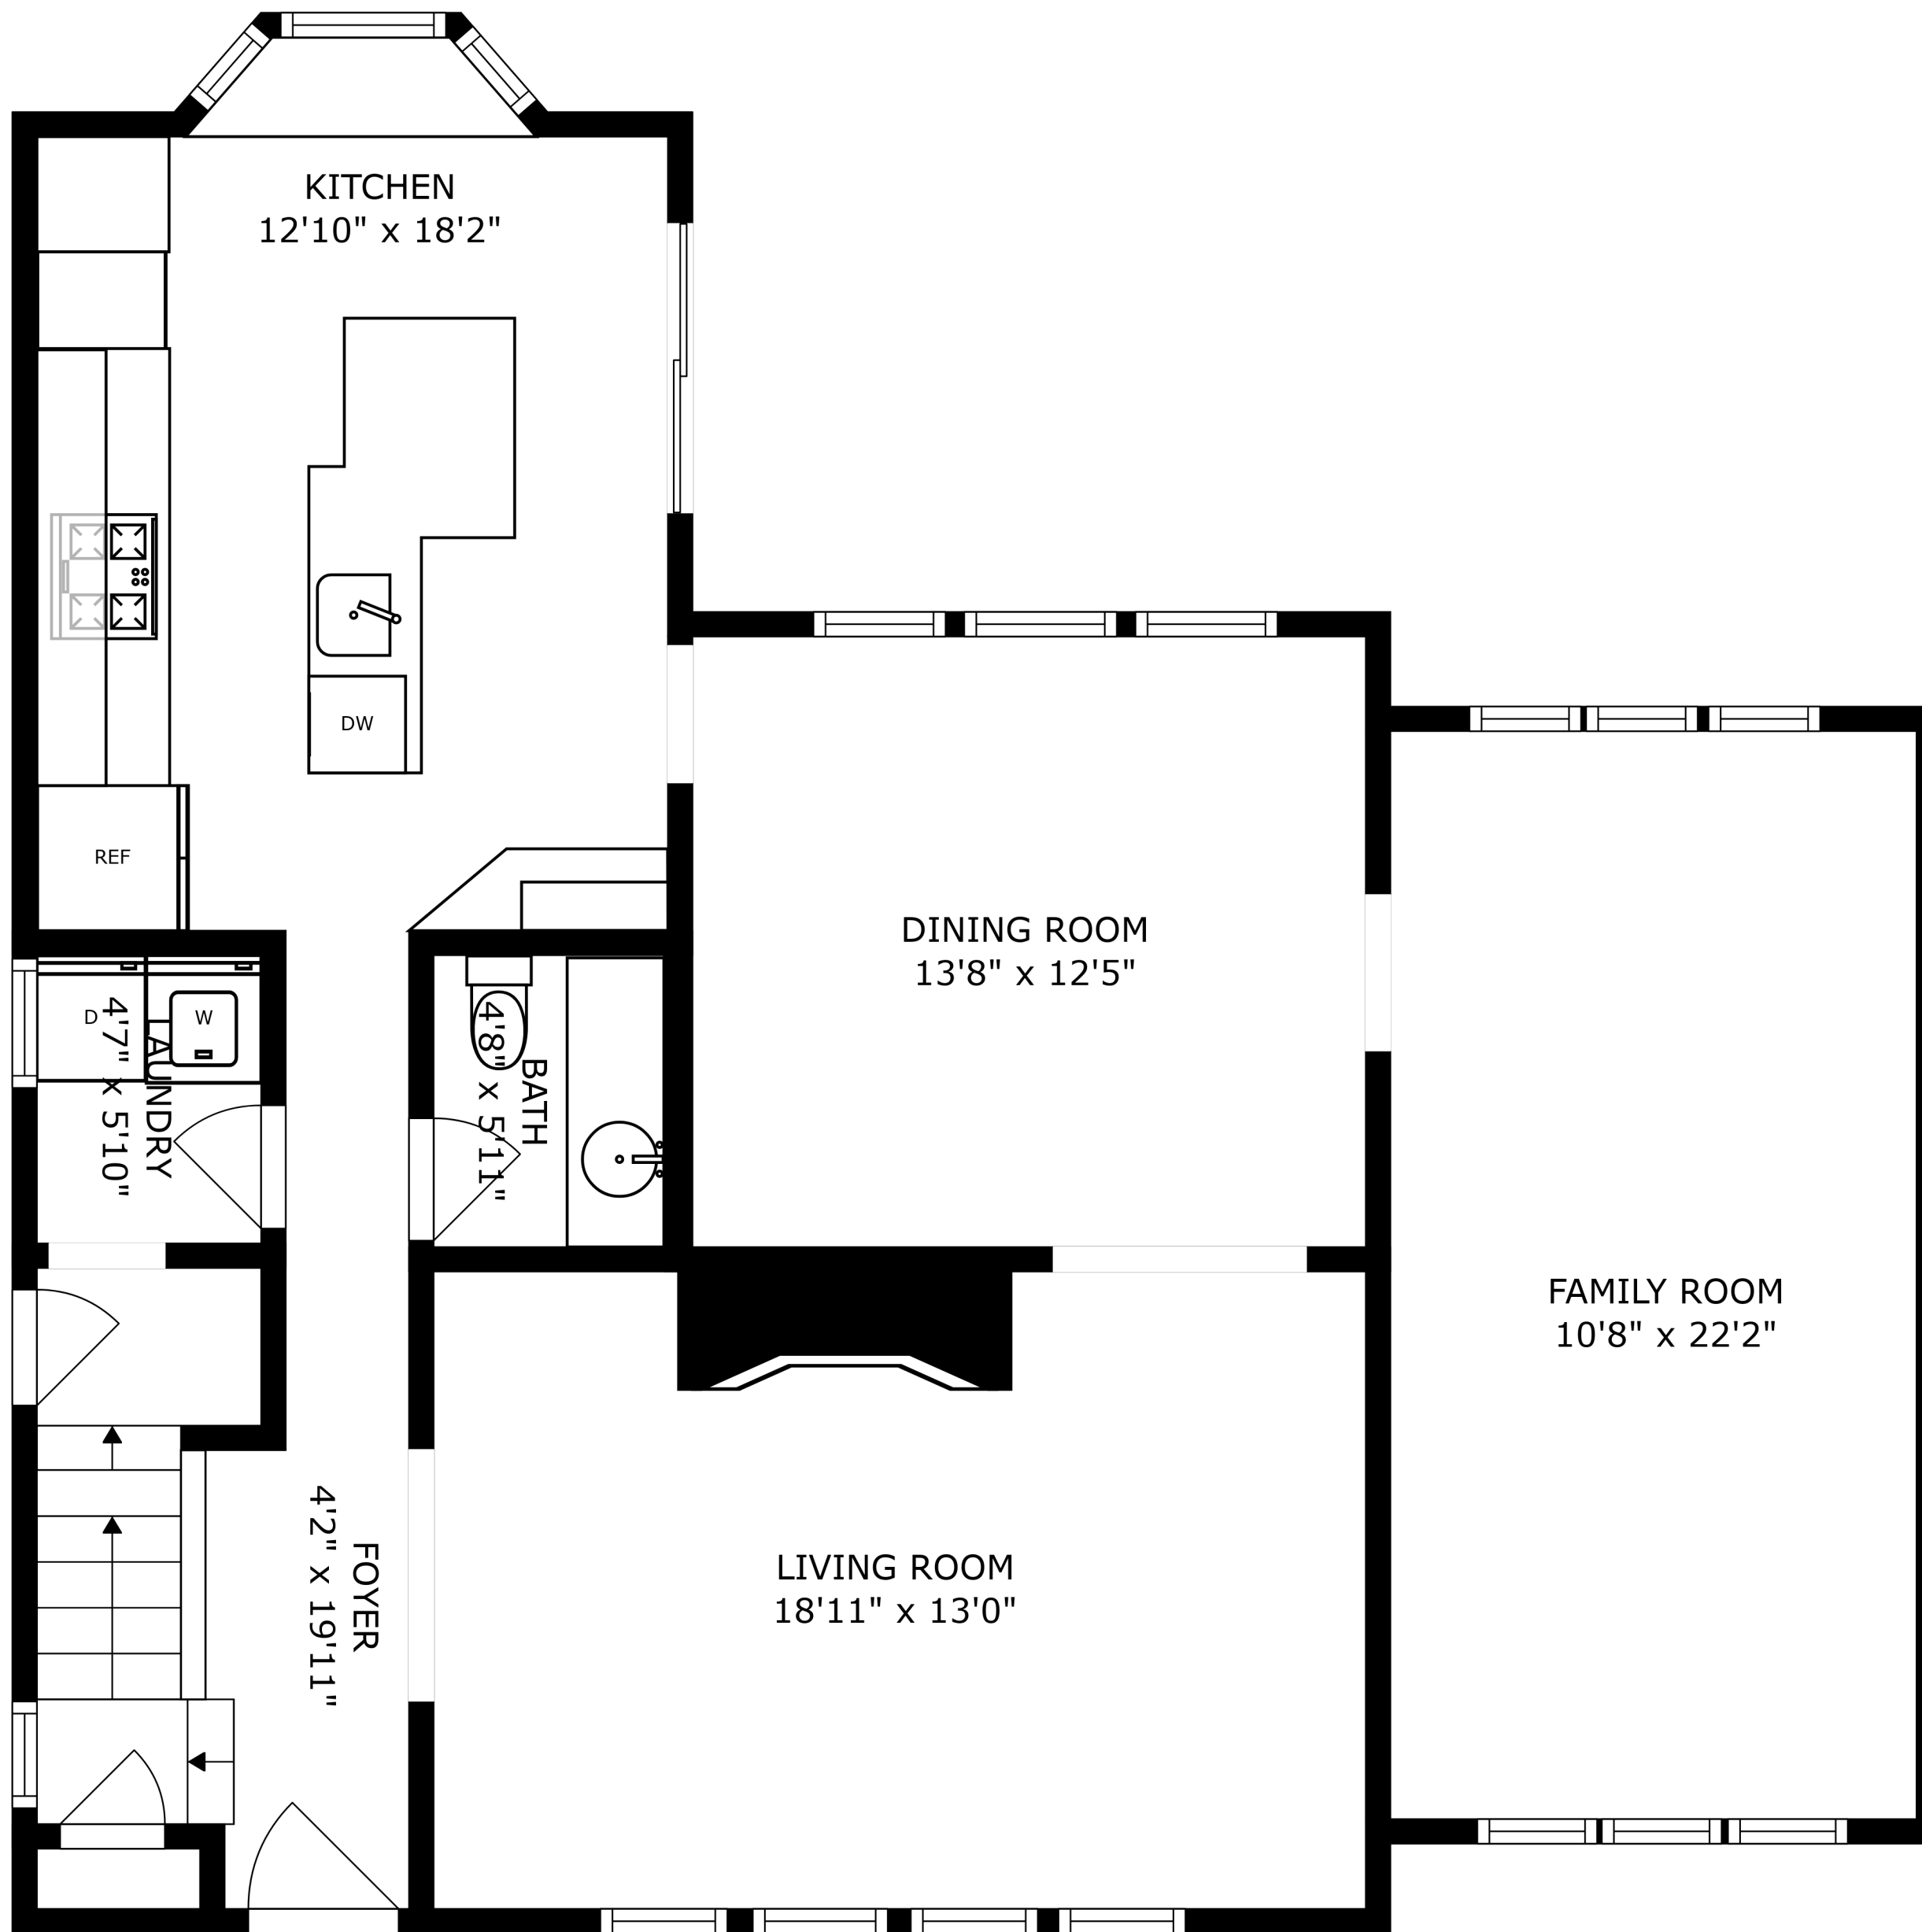 KITCHEN
12'10" x 18'2"
DW
REF
DINING ROOM
13'8" x 12'5"
D
W
LAUNDRY
4'7" x 5'10"
BATH
4'8" x 5'11"
FAMILY ROOM
10'8" x 22'2"
LIVING ROOM
18'11" x 13'0"
FOYER
4'2" x 19'11"